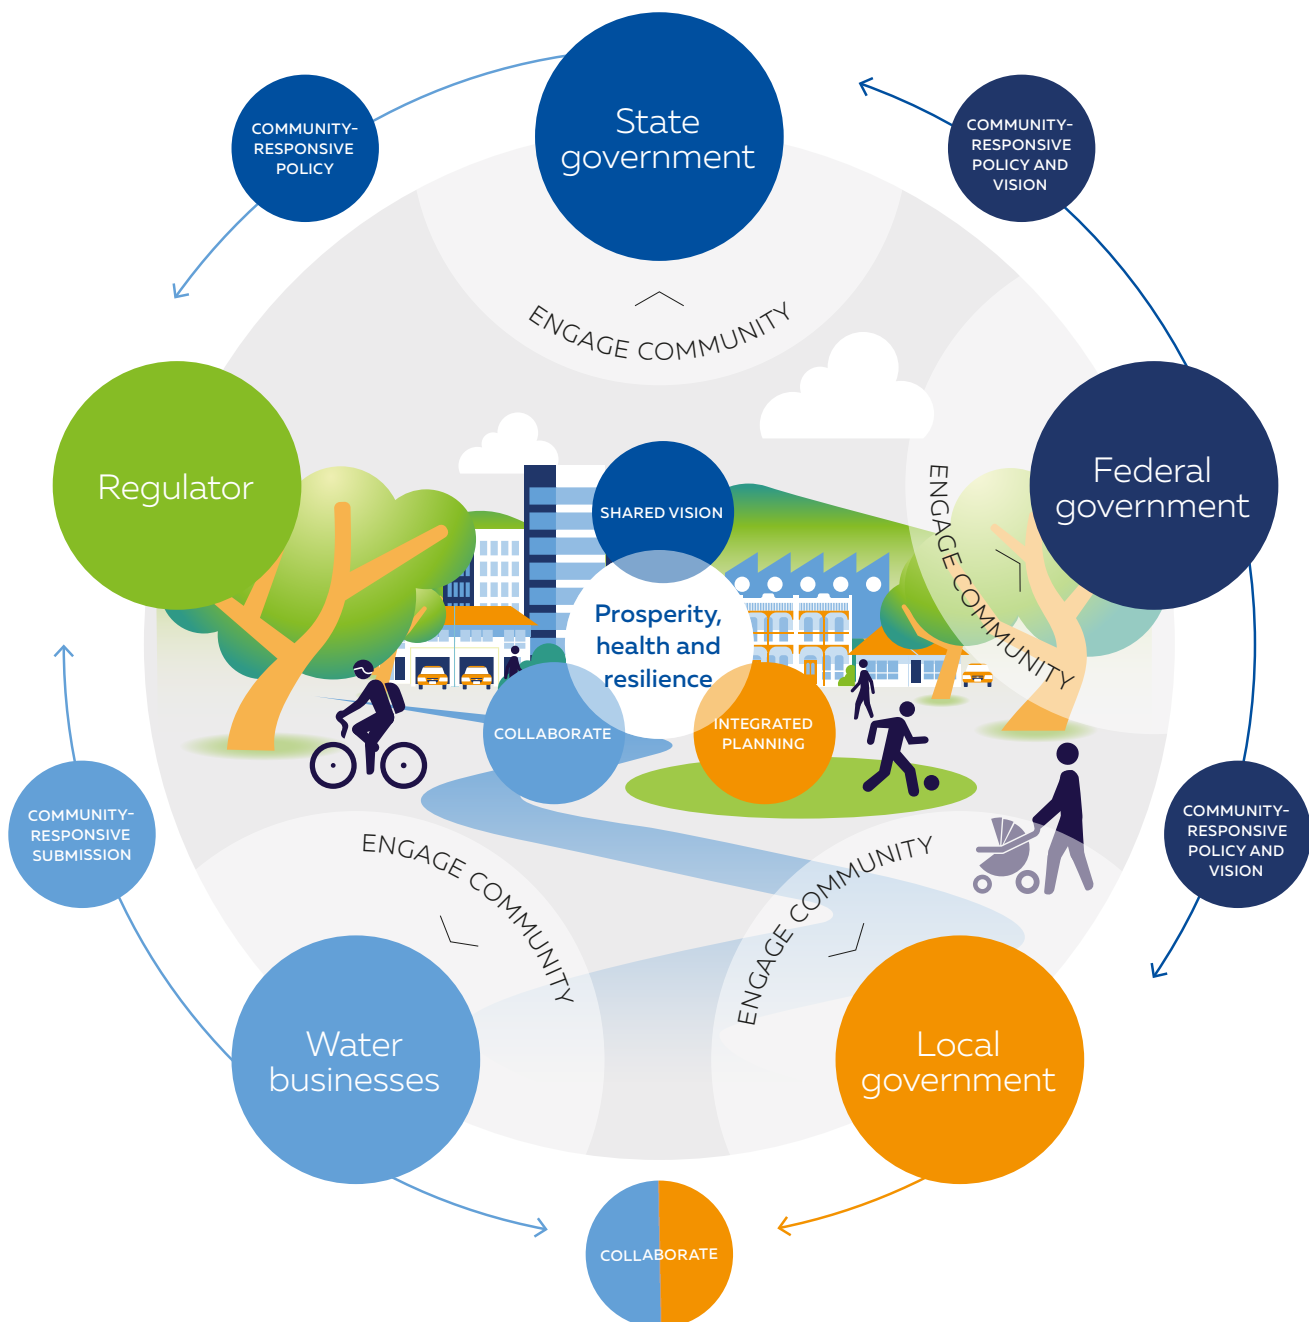 State
government
COMMUNITY-
RESPONSIVE
POLICY
COMMUNITY-
RESPONSIVE
POLICY AND
VISION
ENGAGE COMMUNITY
Regulator
Federal
government
ENGAGE COMMUNITY
SHARED VISION
Prosperity,
health and
resilience
COLLABORATE
INTEGRATED
PLANNING
COMMUNITY-
RESPONSIVE
SUBMISSION
COMMUNITY-
RESPONSIVE
POLICY AND
VISION
ENGAGE COMMUNITY
ENGAGE COMMUNITY
Water
businesses
Local
government
COLLABORATE